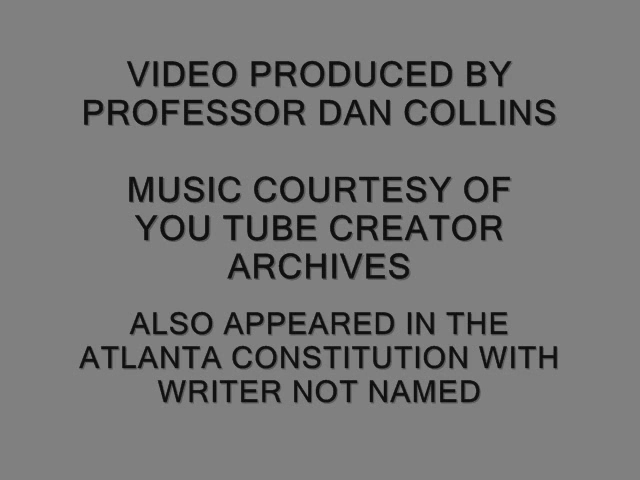 VIDEO PRODUCED BY
PROFESSOR DAN COLLINS
MUSIC COURTESY OF
YOU TUBE CREATOR
ARCHIVES
ALSO APPEARED IN THE
ATLANTA CONSTITUTION WITH
WRITER NOT NAMED